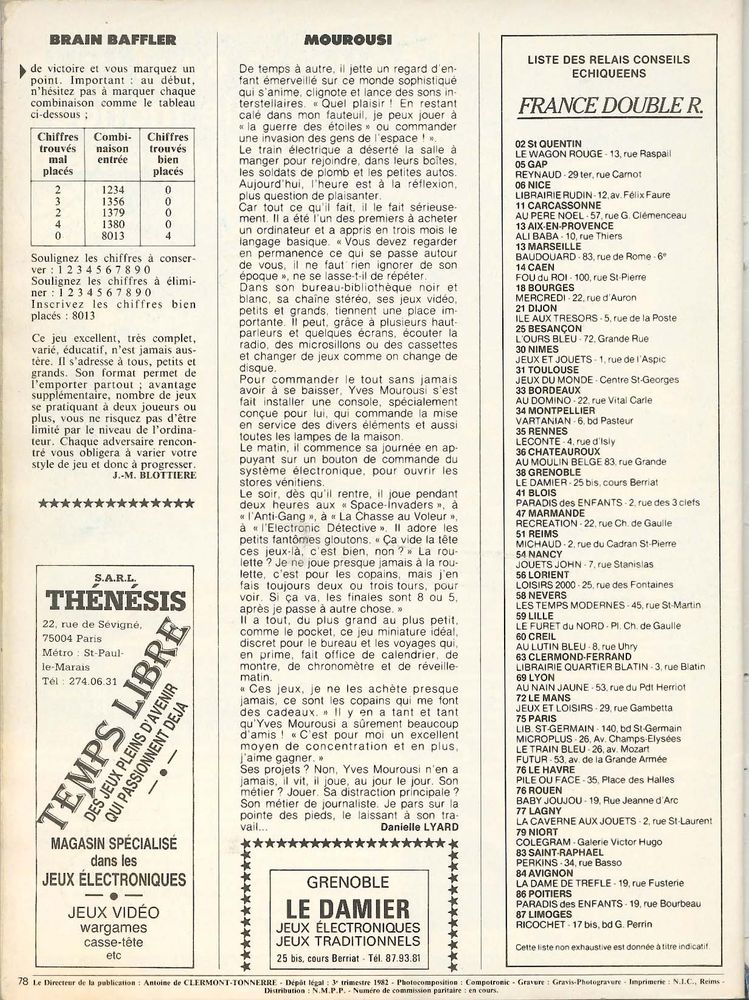 BRAIN BAFFLER
de victoire et vous marquez un
point. Important : au début,
n'hésitez pas à marquer chaque
combinaison comme le tableau
ci-dessous ;
Chiffres trouvés mal placés | Combi-naison entrée | Chiffres trouvés bien placés
2 1234 0
3 1356 0
2 1379 0
4 1380 0
0 8013 4
Soulignez les chiffres à conser-
ver : 1 2 3 4 5 6 7 8 9 0
Soulignez les chiffres à élimi-
ner : 1 2 3 4 5 6 7 8 9 0
Inscrivez les chiffres bien
placés : 8013
Ce jeu excellent, très complet,
varié, éducatif, n'est jamais aus-
tère. Il s'adresse à tous, petits et
grands. Son format permet de
l'emporter partout ; avantage
supplémentaire, nombre de jeux
se pratiquant à deux joueurs ou
plus, vous ne risquez pas d'être
limité par le niveau de l'ordina-
teur. Chaque adversaire rencon-
tré vous obligera à varier votre
style de jeu et donc à progresser.
J.-M. BLOTTIERE
S.A.R.L.
THÉNÉSIS
22, rue de Sévigné,
75004 Paris
Métro : St-Paul-
le-Marais
Tél : 274.06.31
TEMPS LIBRE
DES JEUX PLEINS D'AVENIR
QUI PASSIONNENT DEJA
MAGASIN SPÉCIALISÉ
dans les
JEUX ÉLECTRONIQUES
JEUX VIDÉO
wargames
casse-tête
etc
MOUROUSI
De temps à autre, il jette un regard d'en-
fant émerveillé sur ce monde sophistiqué
qui s'anime, clignote et lance des sons in-
terstellaires. « Quel plaisir ! En restant
calé dans mon fauteuil, je peux jouer à
« la guerre des étoiles » ou commander
une invasion des gens de l'espace ! ».
Le train électrique a déserté la salle à
manger pour rejoindre, dans leurs boîtes,
les soldats de plomb et les petites autos.
Aujourd'hui, l'heure est à la réflexion,
plus question de plaisanter.
Car tout ce qu'il fait, il le fait sérieuse-
ment. Il a été l'un des premiers à acheter
un ordinateur et a appris en trois mois le
langage basique. « Vous devez regarder
en permanence ce qui se passe autour
de vous, il ne faut rien ignorer de son
époque », ne se lasse-t-il de répéter.
Dans son bureau-bibliothèque noir et
blanc, sa chaîne stéréo, ses jeux vidéo,
petits et grands, tiennent une place im-
portante. Il peut, grâce à plusieurs haut-
parleurs et quelques écrans, écouter la
radio, des microsillons ou des cassettes
et changer de jeux comme on change de
disque.
Pour commander le tout sans jamais
avoir à se baisser, Yves Mourousi s'est
fait installer une console, spécialement
conçue pour lui, qui commande la mise
en service des divers éléments et aussi
toutes les lampes de la maison.
Le matin, il commence sa journée en ap-
puyant sur un bouton de commande du
système électronique, pour ouvrir les
stores vénitiens.
Le soir, dès qu'il rentre, il joue pendant
deux heures aux « Space-Invaders », à
« l'Anti-Gang », à « La Chasse au Voleur »,
à « l'Electronic Détective ». Il adore les
petits fantômes gloutons. « Ça vide la tête
ces jeux-là, c'est bien, non ? » La rou-
lette ? Je ne joue presque jamais à la rou-
lette, c'est pour les copains, mais j'en
fais toujours deux ou trois tours, pour
voir. Si ça va, les finales sont 8 ou 5,
après je passe à autre chose. »
Il a tout, du plus grand au plus petit,
comme le pocket, ce jeu miniature idéal,
discret pour le bureau et les voyages qui,
en prime, fait office de calendrier, de
montre, de chronomètre et de réveille-
matin.
« Ces jeux, je ne les achète presque
jamais, ce sont les copains qui me font
des cadeaux. » Il y en a tant et tant
qu'Yves Mourousi a sûrement beaucoup
d'amis ! « C'est pour moi un excellent
moyen de concentration et en plus,
j'aime gagner. »
Ses projets ? Non, Yves Mourousi n'en a
jamais, il vit, il joue, au jour le jour. Son
métier ? Jouer. Sa distraction principale ?
Son métier de journaliste. Je pars sur la
pointe des pieds, le laissant à son tra-
vail... Danielle LYARD
GRENOBLE
LE DAMIER
JEUX ÉLECTRONIQUES
JEUX TRADITIONNELS
25 bis, cours Berriat - Tél. 87.93.81
LISTE DES RELAIS CONSEILS
ECHIQUEENS
FRANCE DOUBLE R.
02 St QUENTIN
LE WAGON ROUGE - 13, rue Raspail
05 GAP
REYNAUD - 29 ter, rue Carnot
06 NICE
LIBRAIRIE RUDIN - 12, av. Félix Faure
11 CARCASSONNE
AU PERE NOEL - 57, rue G. Clémenceau
13 AIX-EN-PROVENCE
ALI BABA - 10, rue Thiers
13 MARSEILLE
BAUDOUARD - 83, rue de Rome - 6e
14 CAEN
FOU du ROI - 100, rue St-Pierre
18 BOURGES
MERCREDI - 22, rue d'Auron
21 DIJON
ILE AUX TRESORS - 5, rue de la Poste
25 BESANÇON
L'OURS BLEU - 72, Grande Rue
30 NIMES
JEUX ET JOUETS - 1, rue de l'Aspic
31 TOULOUSE
JEUX DU MONDE - Centre St-Georges
33 BORDEAUX
AU DOMINO - 22, rue Vital Carle
34 MONTPELLIER
VARTANIAN - 6, bd Pasteur
35 RENNES
LECONTE - 4, rue d'Isly
36 CHATEAUROUX
AU MOULIN BELGE 83, rue Grande
38 GRENOBLE
LE DAMIER - 25 bis, cours Berriat
41 BLOIS
PARADIS des ENFANTS - 2, rue des 3 clefs
47 MARMANDE
RECREATION - 22, rue Ch. de Gaulle
51 REIMS
MICHAUD - 2, rue du Cadran St-Pierre
54 NANCY
JOUETS JOHN - 7, rue Stanislas
56 LORIENT
LOISIRS 2000 - 25, rue des Fontaines
58 NEVERS
LES TEMPS MODERNES - 45, rue St-Martin
59 LILLE
LE FURET du NORD - Pl. Ch. de Gaulle
60 CREIL
AU LUTIN BLEU - 8, rue Uhry
63 CLERMOND-FERRAND
LIBRAIRIE QUARTIER BLATIN - 3, rue Blatin
69 LYON
AU NAIN JAUNE - 53, rue du Pdt Herriot
72 LE MANS
JEUX ET LOISIRS - 29, rue Gambetta
75 PARIS
LIB. ST-GERMAIN - 140, bd St-Germain
MICROPLUS - 26, Av. Champs-Elysées
LE TRAIN BLEU - 26, av. Mozart
FUTUR - 53, av. de la Grande Armée
76 LE HAVRE
PILE OU FACE - 35, Place des Halles
76 ROUEN
BABY JOUJOU - 19, Rue Jeanne d'Arc
77 LAGNY
LA CAVERNE AUX JOUETS - 2, rue St-Laurent
79 NIORT
COLEGRAM - Galerie Victor Hugo
83 SAINT-RAPHAEL
PERKINS - 34, rue Basso
84 AVIGNON
LA DAME DE TREFLE - 19, rue Fusterie
86 POITIERS
PARADIS des ENFANTS - 19, rue Bourbeau
87 LIMOGES
RICOCHET - 17 bis, bd G. Perrin
Cette liste non exhaustive est donnée à titre indicatif.
78 Le Directeur de la publication : Antoine de CLERMONT-TONNERRE - Dépôt légal : 3e trimestre 1982 - Photocomposition : Compotronic - Gravure : Gravis-Photogravure - Imprimerie : N.I.C., Reims -
Distribution : N.M.P.P. - Numéro de commission paritaire : en cours.